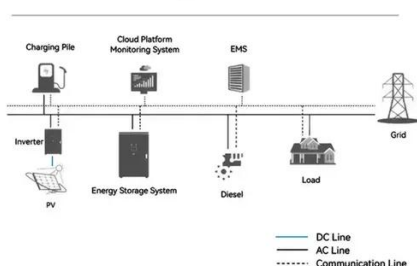 Charging Pile
Cloud Platform
Monitoring System
EMS
Grid
Inverter
PV
Energy Storage System
Diesel
Load
DC Line
AC Line
Communication Line